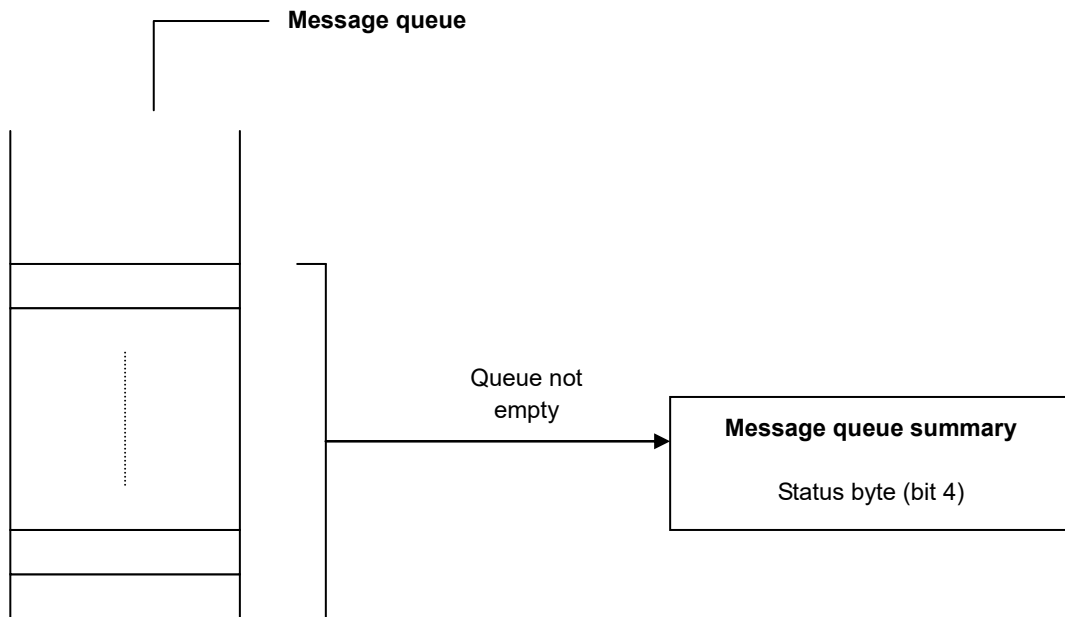 Message queue
Queue not
empty
Message queue summary
Status byte (bit 4)